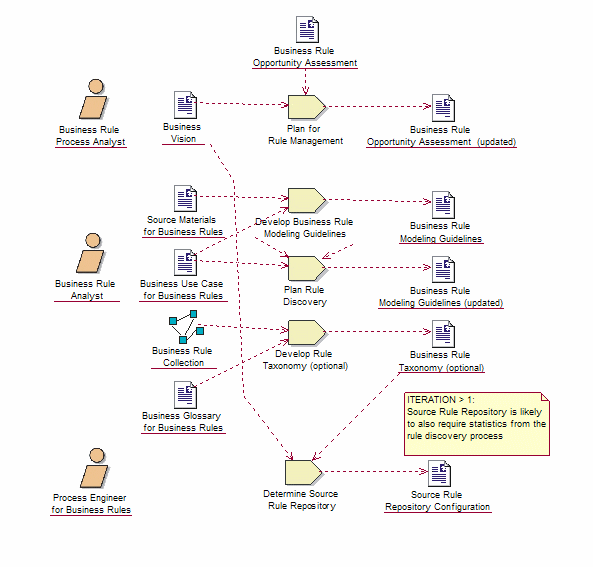 Business Rule
Opportunity Assessment
Business Rule
Process Analyst
Business
Vision
Plan for
Rule Management
Business Rule
Opportunity Assessment (updated)
Source Materials
for Business Rules
Develop Business Rule
Modeling Guidelines
Business Rule
Modeling Guidelines
Business Rule
Analyst
Business Use Case
for Business Rules
Plan Rule
Discovery
Business Rule
Modeling Guidelines (updated)
Business Rule
Collection
Develop Rule
Taxonomy (optional)
Business Rule
Taxonomy (optional)
Business Glossary
for Business Rules
ITERATION > 1:
Source Rule Repository is likely
to also require statistics from the
rule discovery process
Process Engineer
for Business Rules
Determine Source
Rule Repository
Source Rule
Repository Configuration